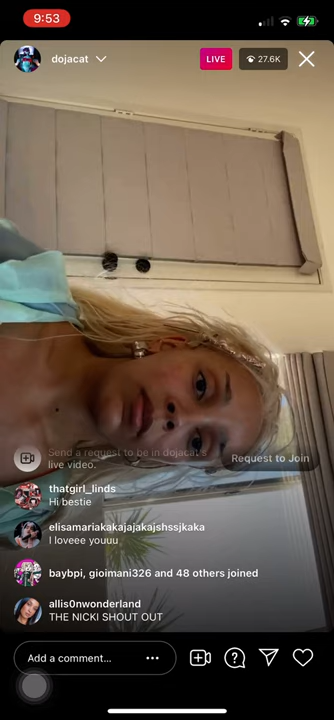 9:53
dojacat
LIVE
27.6K
Send a request to be in dojacat's
live video.
Request to Join
thatgirl_linds
Hi bestie
elisamariakakajajakajshssjkaka
I loveee youuu
baybpi, gioimani326 and 48 others joined
allis0nwonderland
THE NICKI SHOUT OUT
Add a comment...